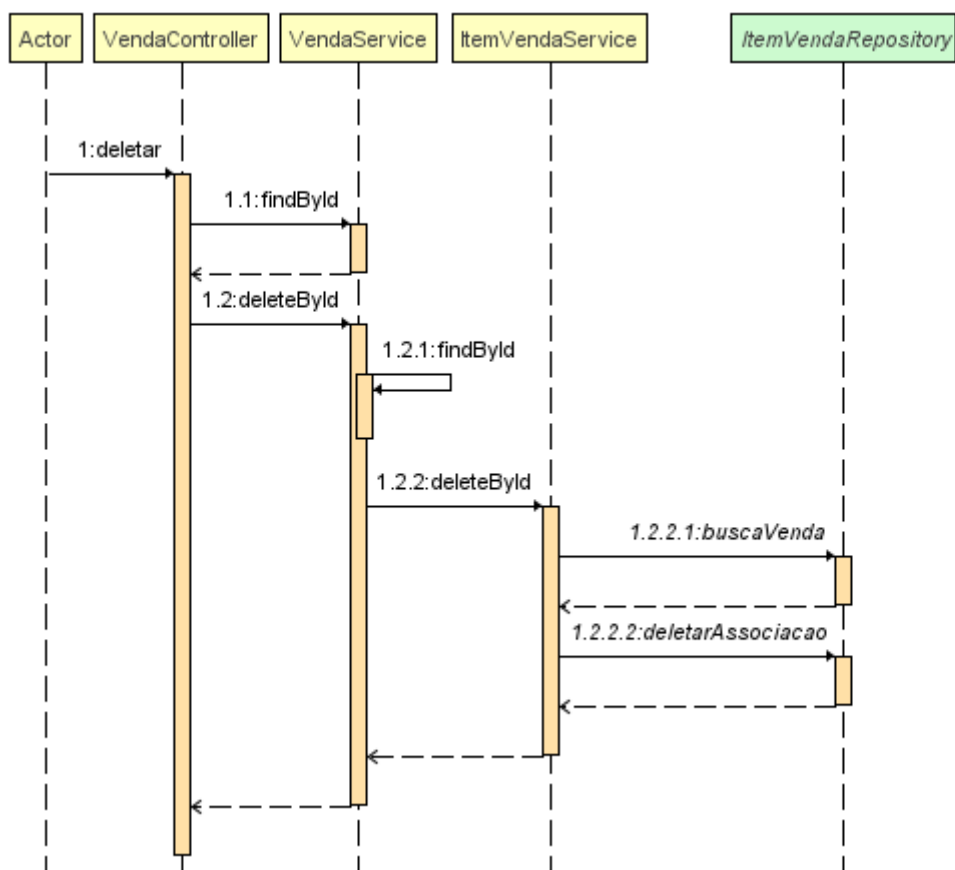 Actor
VendaController
VendaService
ItemVendaService
ItemVendaRepository
1:deletar
1.1:findById
1.2:deleteById
1.2.1:findById
1.2.2:deleteById
1.2.2.1:buscaVenda
1.2.2.2:deletarAssociacao